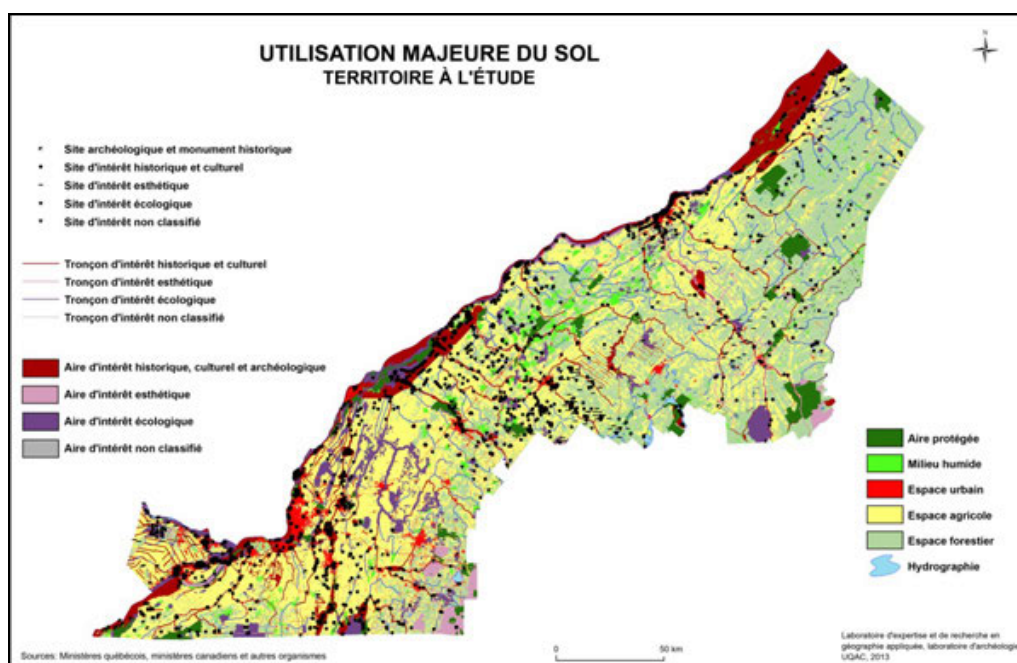 UTILISATION MAJEURE DU SOL
TERRITOIRE À L'ÉTUDE
N
Site archéologique et monument historique
Site d'intérêt historique et culturel
Site d'intérêt esthétique
Site d'intérêt écologique
Site d'intérêt non classifié
Tronçon d'intérêt historique et culturel
Tronçon d'intérêt esthétique
Tronçon d'intérêt écologique
Tronçon d'intérêt non classifié
Aire d'intérêt historique, culturel et archéologique
Aire d'intérêt esthétique
Aire d'intérêt écologique
Aire d'intérêt non classifié
Aire protégée
Milieu humide
Espace urbain
Espace agricole
Espace forestier
Hydrographie
Sources: Ministères québécois, ministères canadiens et autres organismes
0 50 km
Laboratoire d'expertise et de recherche en
géographie appliquée, laboratoire d'archéologie
UQAC, 2013